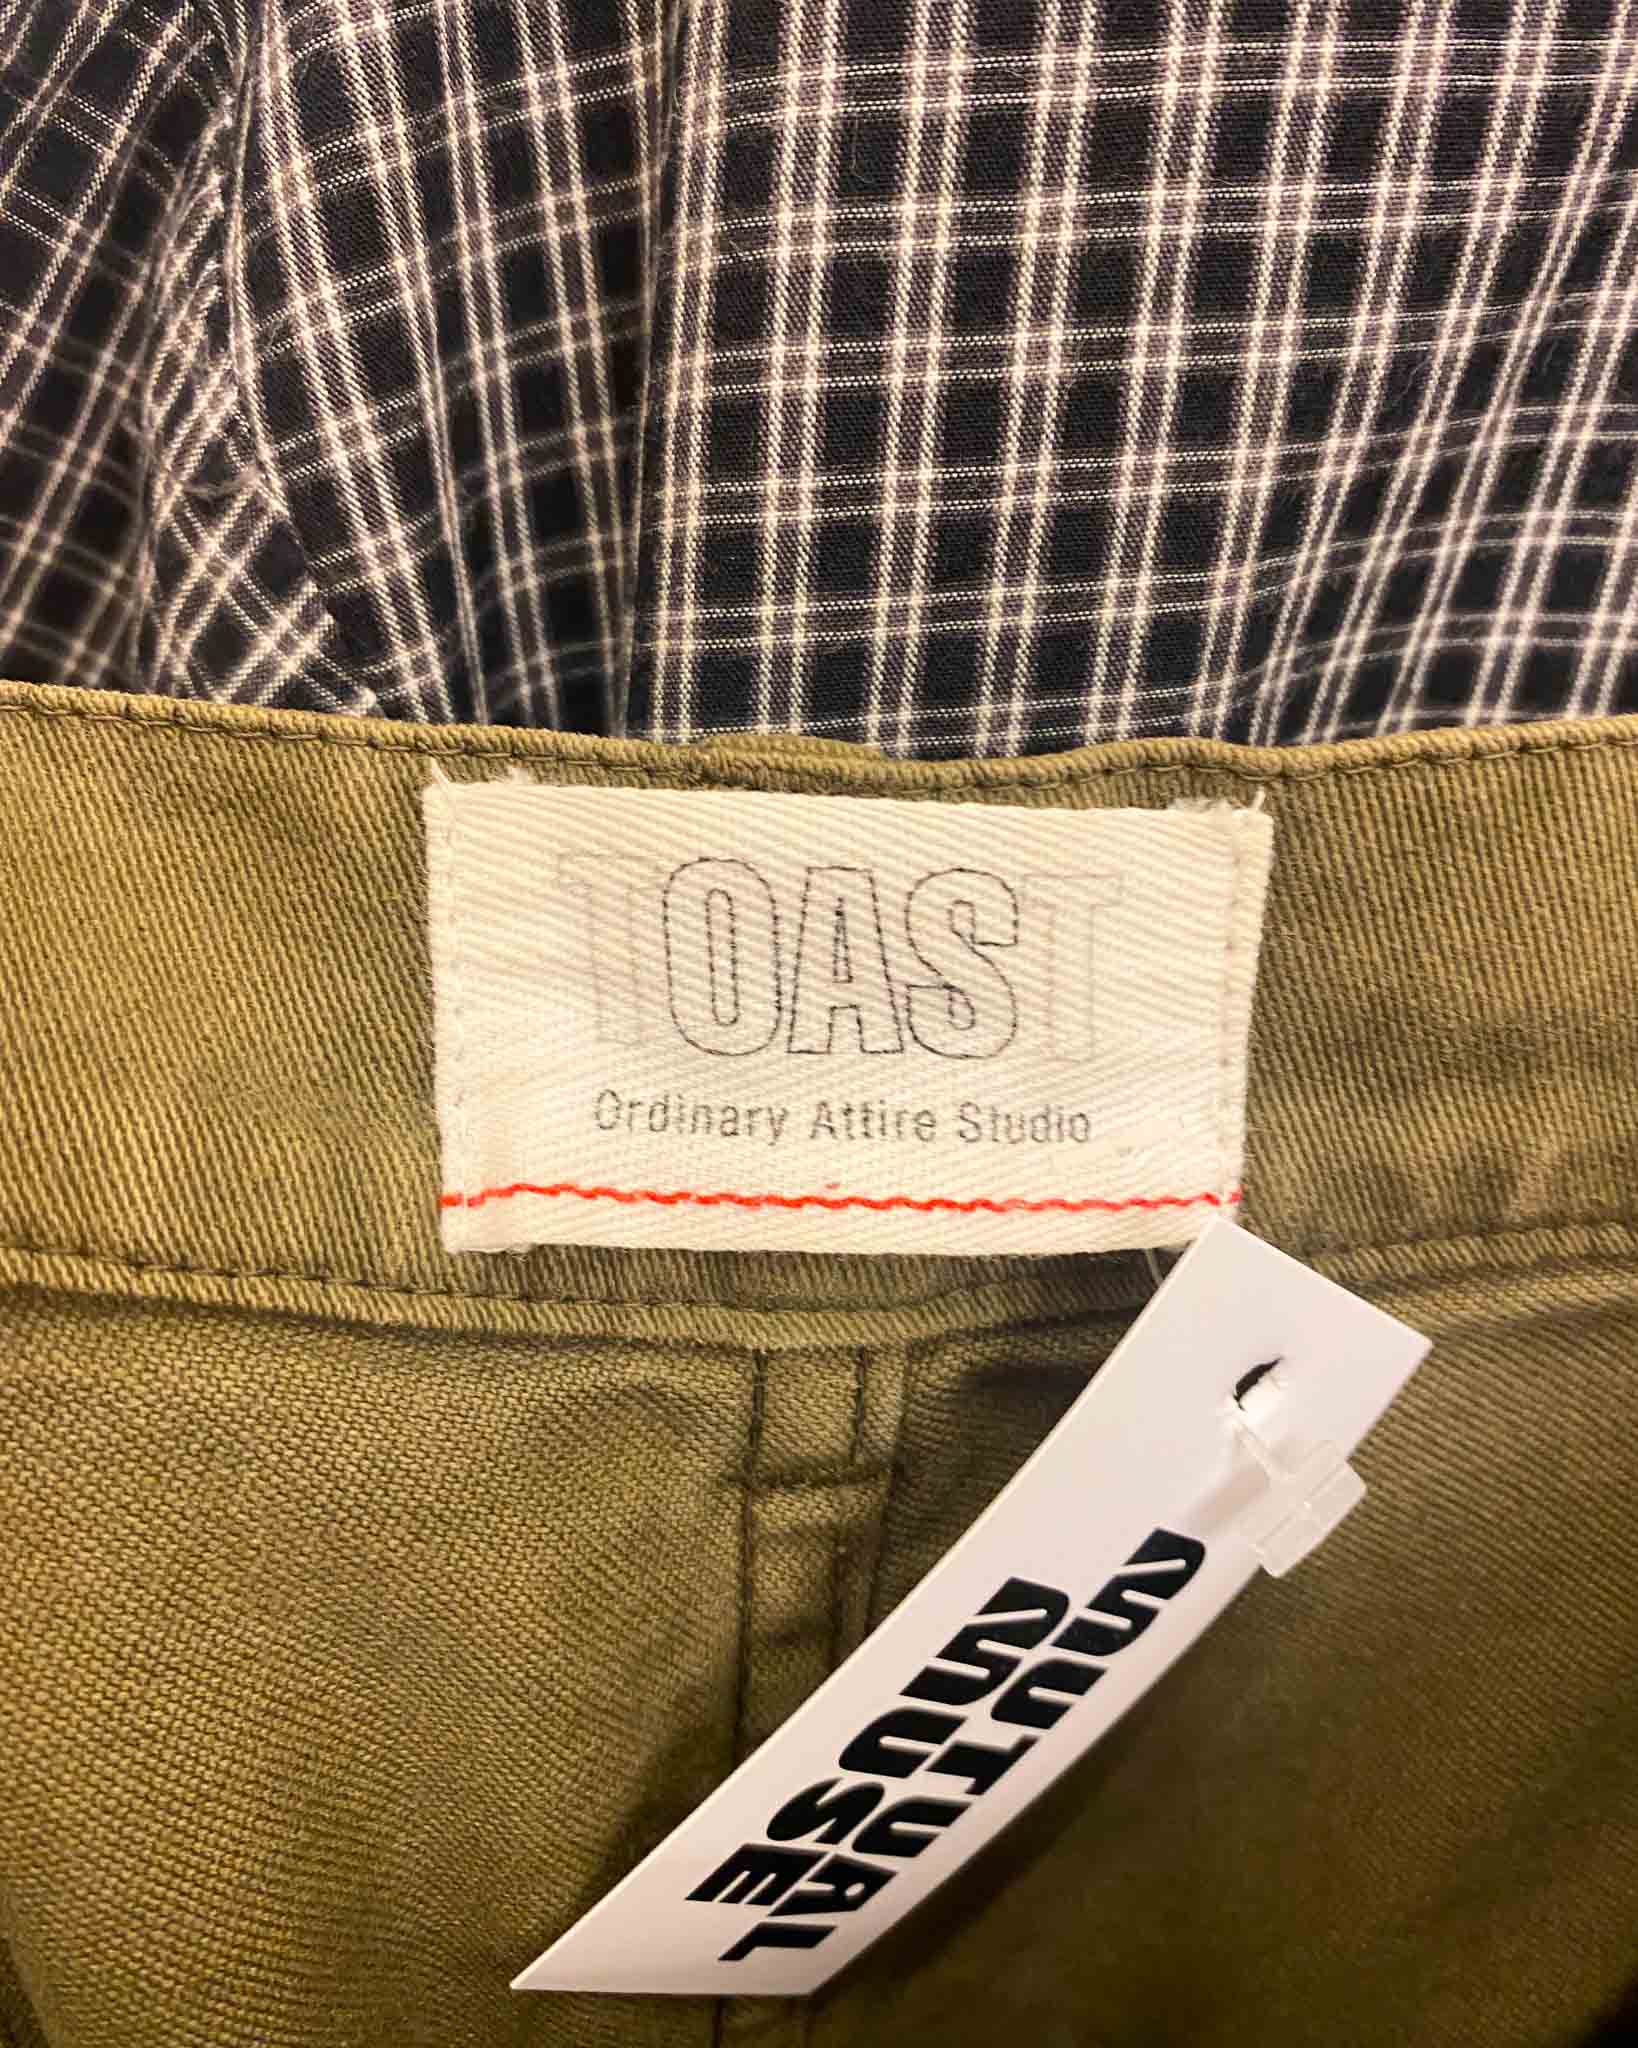 TOAST
Ordinary Attire Studio
MUTUAL
MUSE